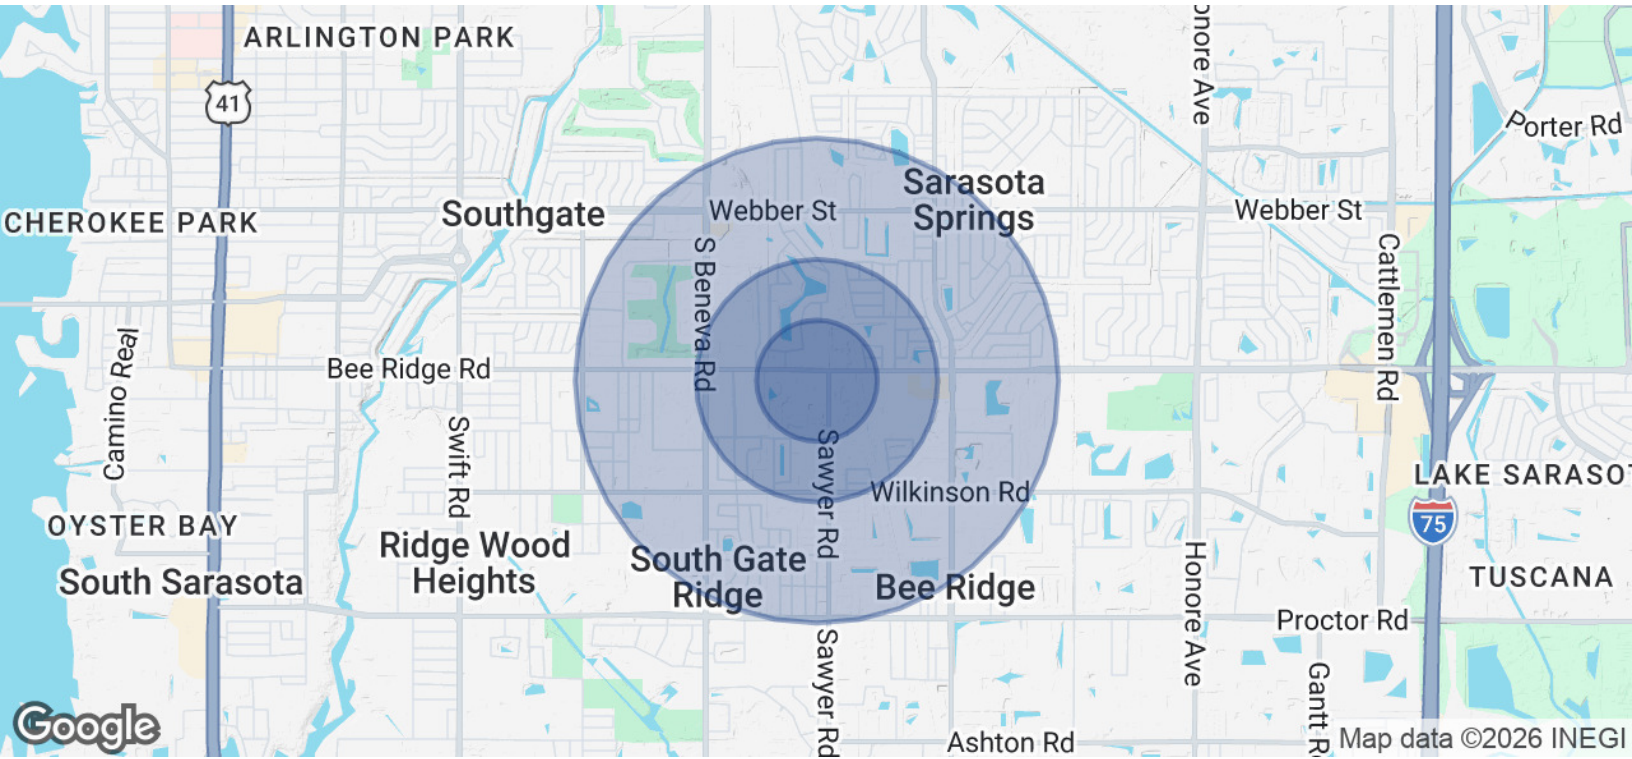 ARLINGTON PARK
41
onore Ave
Porter Rd
Sarasota
Springs
CHEROKEE PARK
Southgate
Webber St
Webber St
S Beneva Rd
Cattlemen Rd
Camino Real
Bee Ridge Rd
Swift Rd
Sawyer Rd
Wilkinson Rd
LAKE SARASOT
75
OYSTER BAY
Ridge Wood
Heights
South Gate
Ridge
Bee Ridge
South Sarasota
Honore Ave
TUSCANA
Proctor Rd
Sawyer Rd
Gantt R
Ashton Rd
Google
Map data ©2026 INEGI